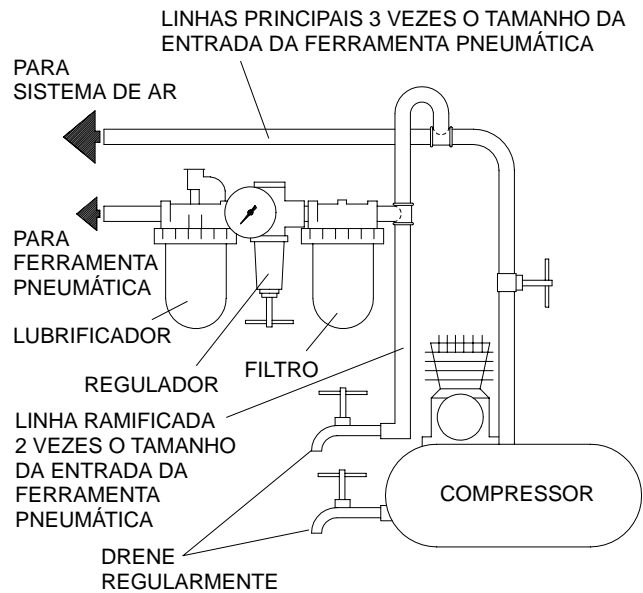 LINHAS PRINCIPAIS 3 VEZES O TAMANHO DA
ENTRADA DA FERRAMENTA PNEUMÁTICA
PARA
SISTEMA DE AR
PARA
FERRAMENTA
PNEUMÁTICA
LUBRIFICADOR
REGULADOR
FILTRO
LINHA RAMIFICADA
2 VEZES O TAMANHO
DA ENTRADA DA
FERRAMENTA
PNEUMÁTICA
COMPRESSOR
DRENE
REGULARMENTE